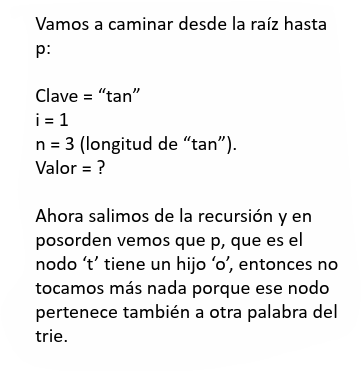 Vamos a caminar desde la raíz hasta
p:
Clave = “tan”
i = 1
n = 3 (longitud de “tan”).
Valor = ?
Ahora salimos de la recursión y en
posorden vemos que p, que es el
nodo ‘t’ tiene un hijo ‘o’, entonces no
tocamos más nada porque ese nodo
pertenece también a otra palabra del
trie.